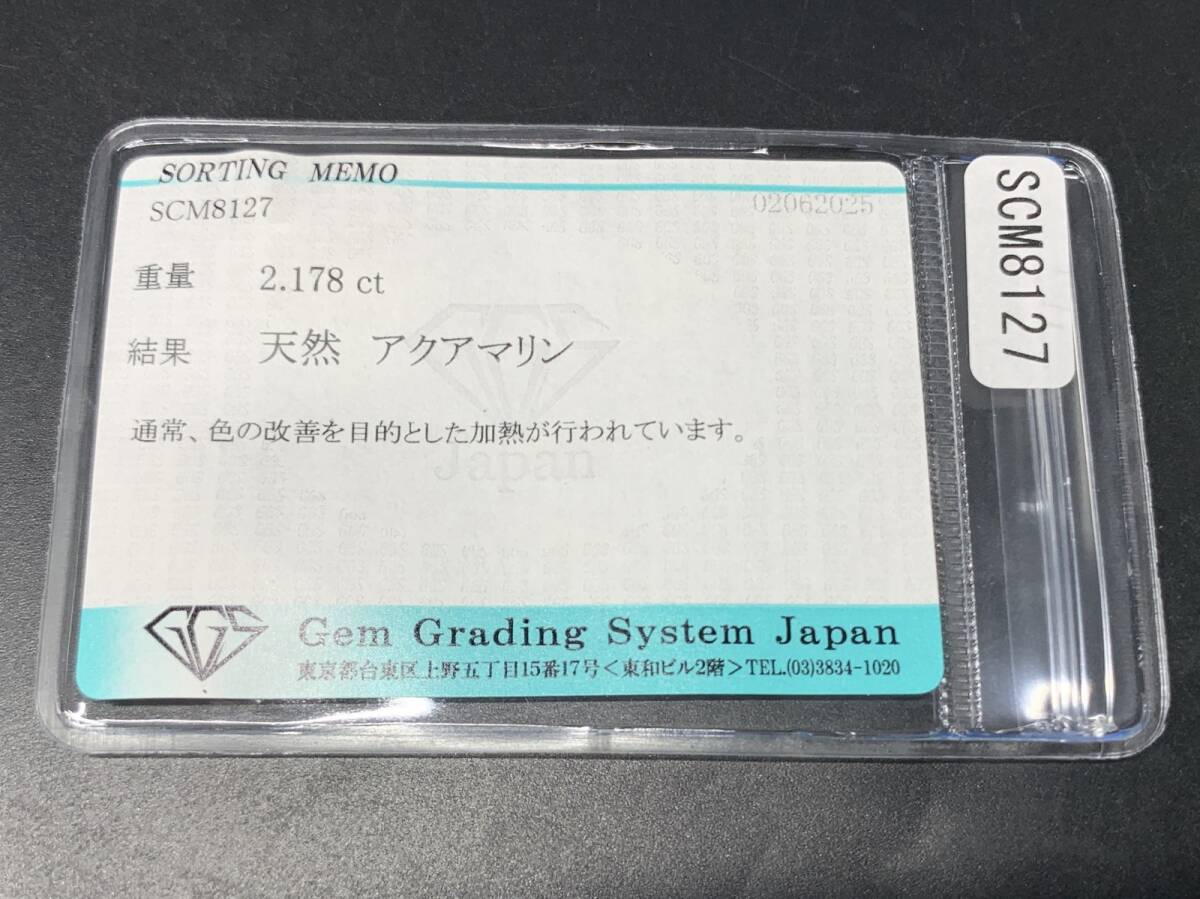 SORTING MEMO
SCM8127 02062025
重量 2.178 ct
結果 天然 アクアマリン
通常、色の改善を目的とした加熱が行われています。
Japan
GGS Gem Grading System Japan
東京都台東区上野五丁目15番17号＜東和ビル2階＞TEL.(03)3834-1020
SCM8127